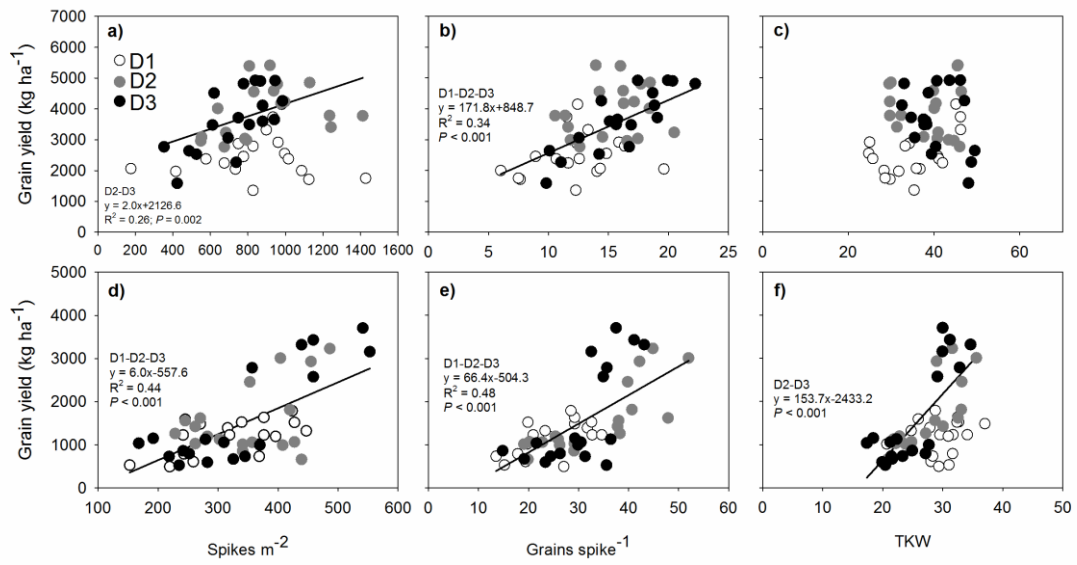 a)
b)
c)
7000
6000
5000
4000
3000
2000
1000
0
Grain yield (kg ha⁻¹)
D1
D2
D3
D2-D3
y = 2.0x+2126.6
R² = 0.26; P = 0.002
D1-D2-D3
y = 171.8x+848.7
R² = 0.34
P < 0.001
0 200 400 600 800 1000 1200 1400 1600
0 5 10 15 20 25
0 20 40 60
d)
e)
f)
5000
4000
3000
2000
1000
0
Grain yield (kg ha⁻¹)
D1-D2-D3
y = 6.0x-557.6
R² = 0.44
P < 0.001
D1-D2-D3
y = 66.4x-504.3
R² = 0.48
P < 0.001
D2-D3
y = 153.7x-2433.2
P < 0.001
100 200 300 400 500 600
0 10 20 30 40 50 60
0 10 20 30 40 50
Spikes m⁻²
Grains spike⁻¹
TKW